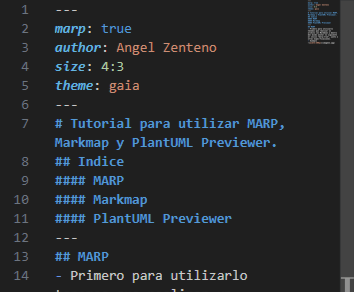 1 ---
2 marp: true
3 author: Angel Zenteno
4 size: 4:3
5 theme: gaia
6 ---
7 # Tutorial para utilizar MARP,
Markmap y PlantUML Previewer.
8 ## Indice
9 #### MARP
10 #### Markmap
11 #### PlantUML Previewer
12 ---
13 ## MARP
14 - Primero para utilizarlo